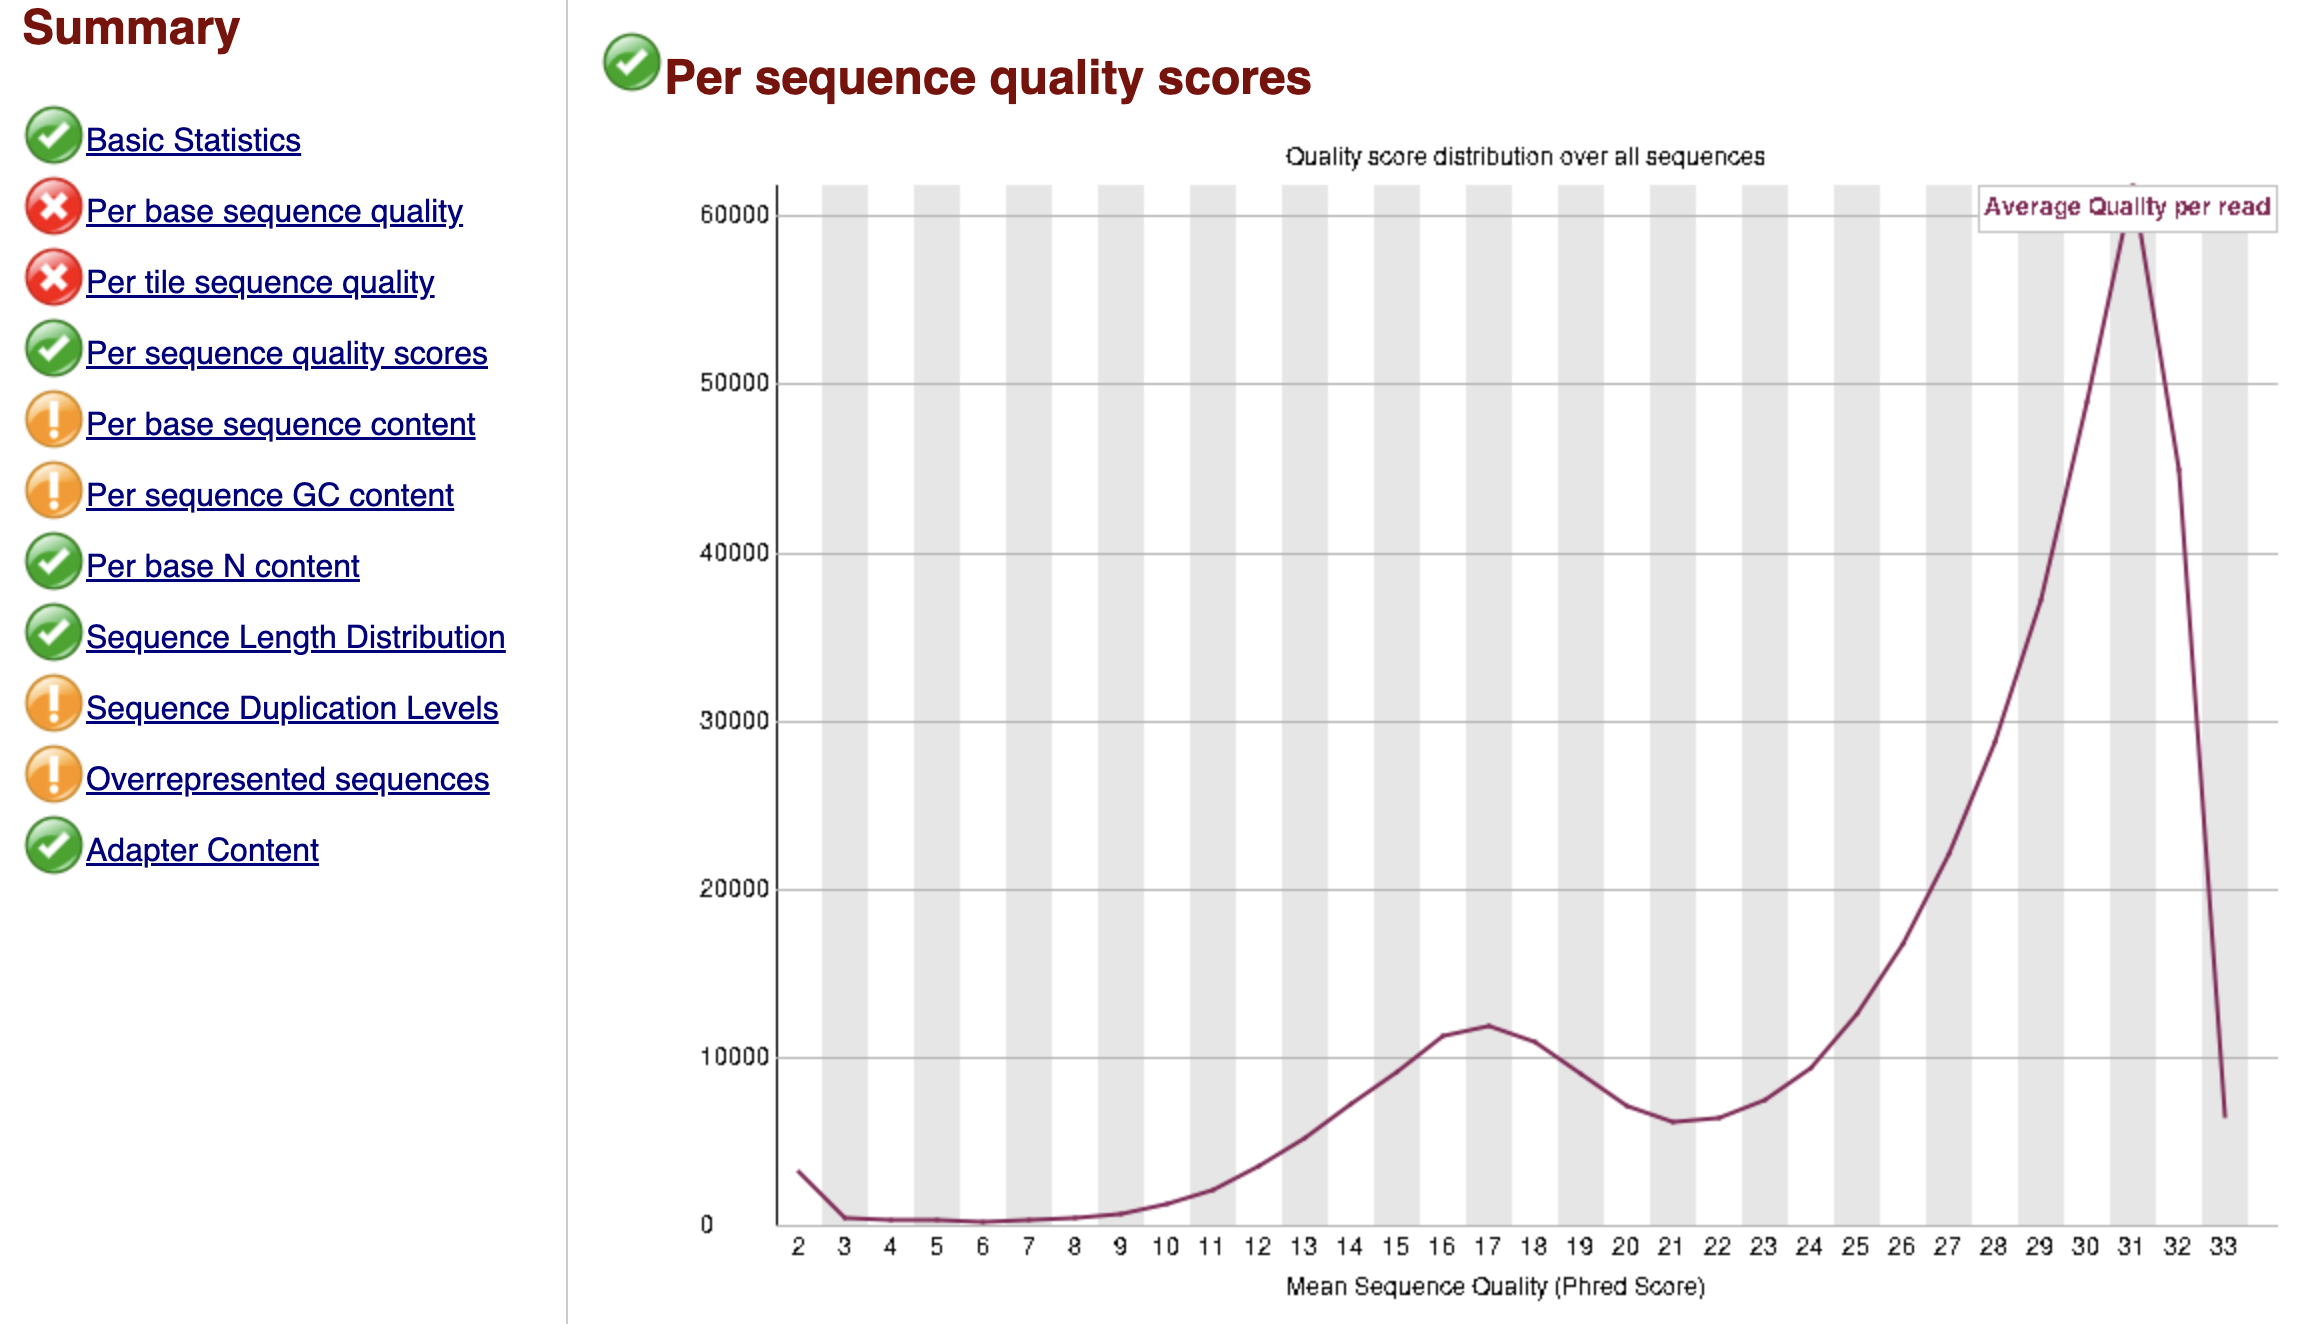 Summary
Basic Statistics
Per base sequence quality
Per tile sequence quality
Per sequence quality scores
Per base sequence content
Per sequence GC content
Per base N content
Sequence Length Distribution
Sequence Duplication Levels
Overrepresented sequences
Adapter Content
Per sequence quality scores
Quality score distribution over all sequences
Average Quality per read
60000
50000
40000
30000
20000
10000
0
2 3 4 5 6 7 8 9 10 11 12 13 14 15 16 17 18 19 20 21 22 23 24 25 26 27 28 29 30 31 32 33
Mean Sequence Quality (Phred Score)